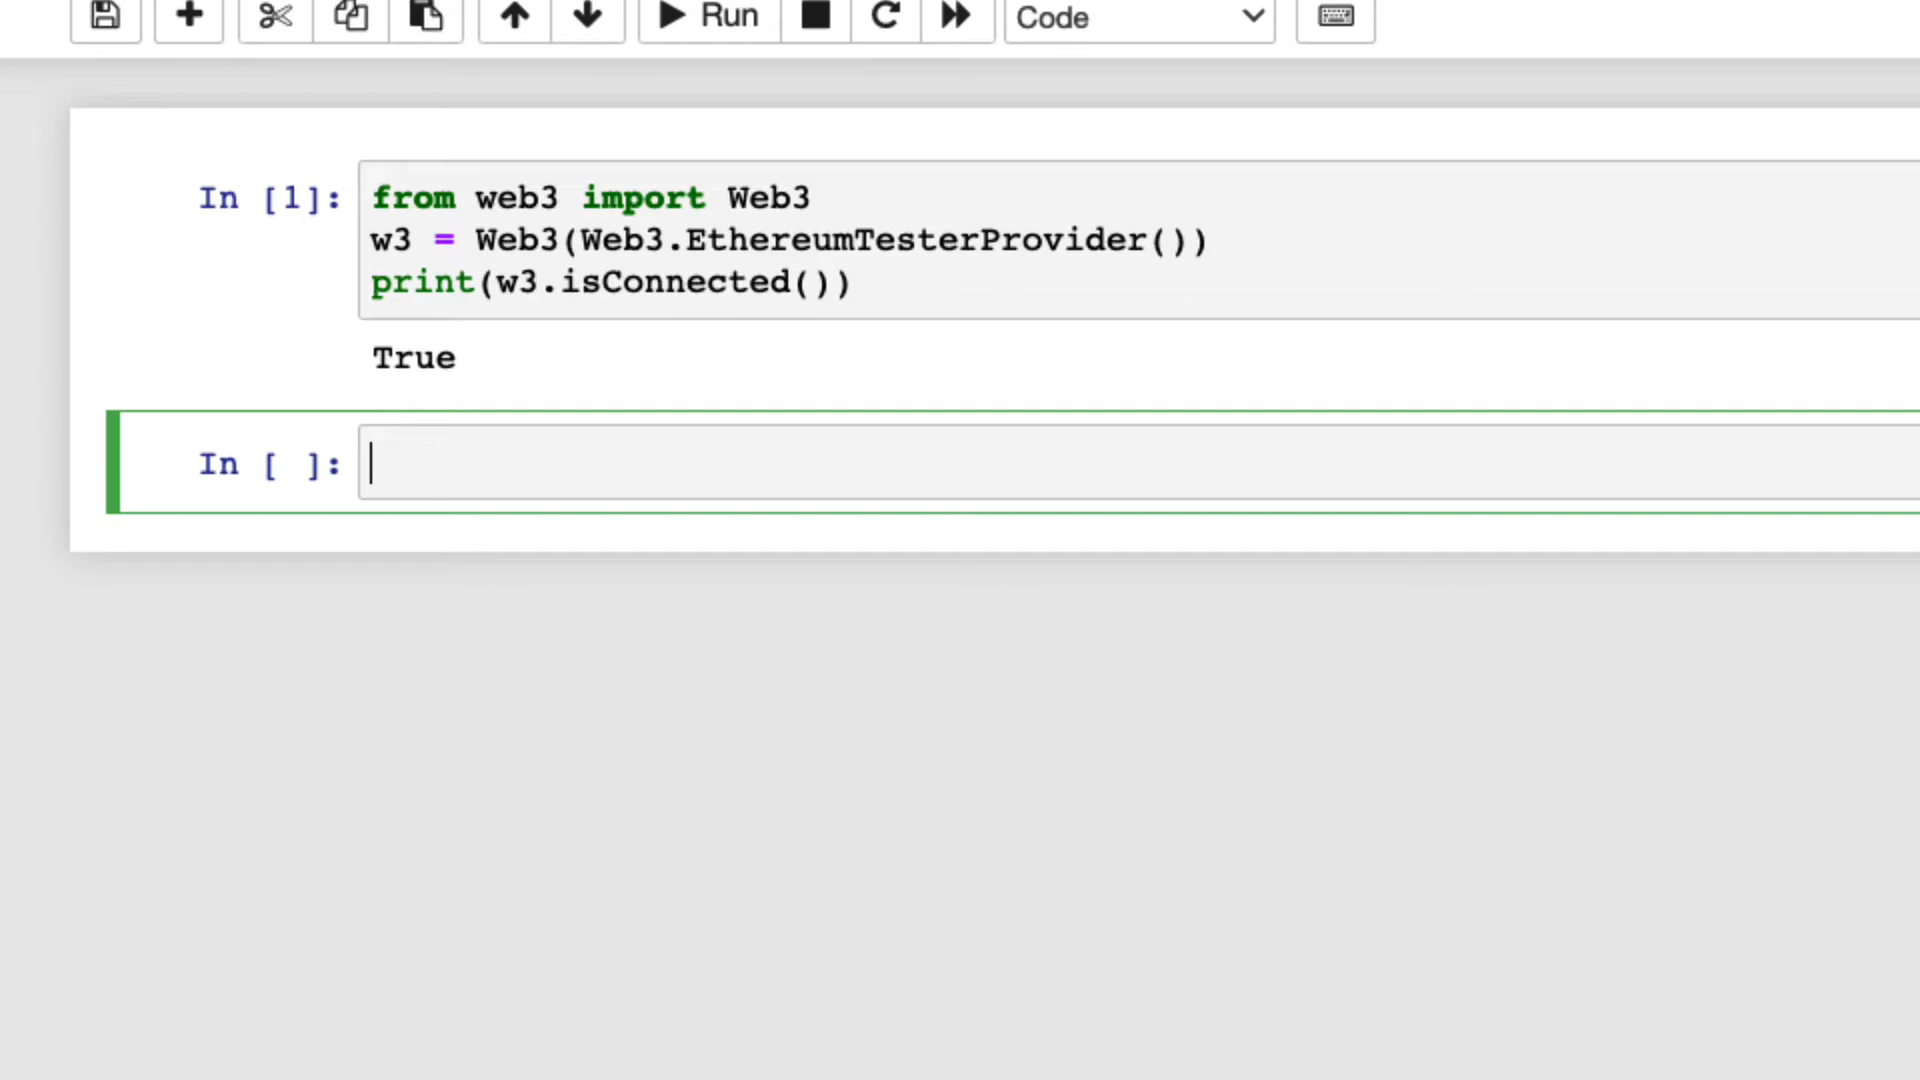 Run Code
In [1]: from web3 import Web3
w3 = Web3(Web3.EthereumTesterProvider())
print(w3.isConnected())
True
In [ ]: